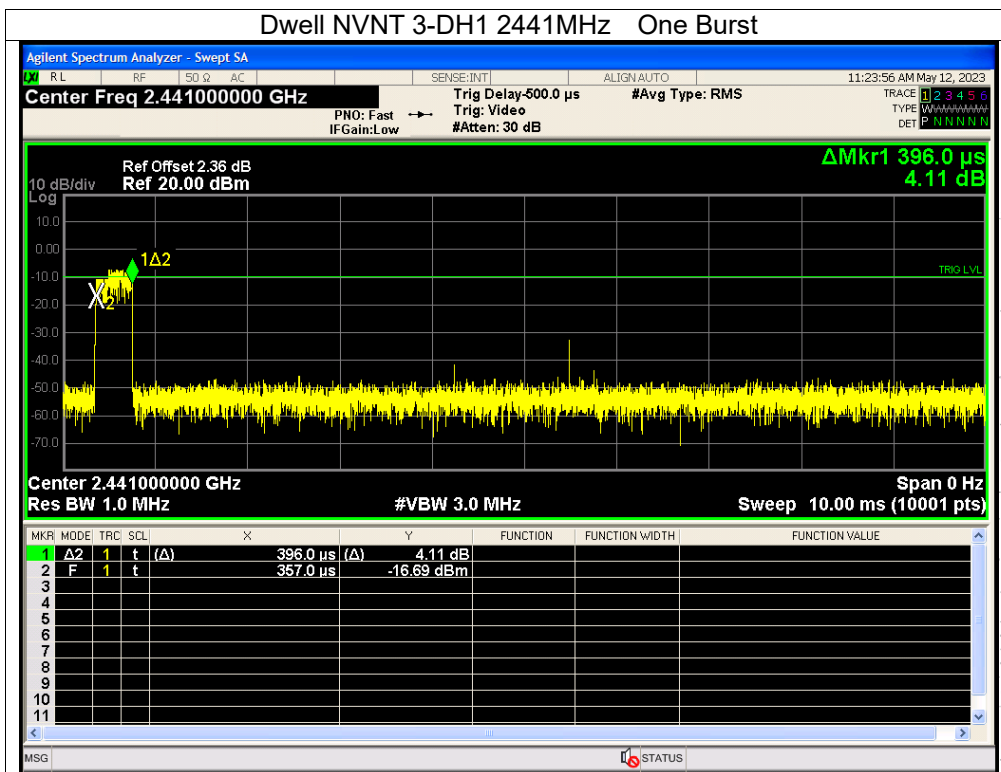 Dwell NVNT 3-DH1 2441MHz One Burst
Agilent Spectrum Analyzer - Swept SA
LXI RL RF 50 Ω AC SENSE:INT ALIGN AUTO 11:23:56 AM May 12, 2023
Center Freq 2.441000000 GHz Trig Delay-500.0 µs #Avg Type: RMS TRACE 1 2 3 4 5 6
PNO: Fast Trig: Video TYPE WWWWWW
IFGain:Low #Atten: 30 dB DET P N N N N N
ΔMkr1 396.0 µs
4.11 dB
Ref Offset 2.36 dB
10 dB/div Ref 20.00 dBm
Log
10.0
0.00
1Δ2
-10.0 TRIG LVL
-20.0 2
-30.0
-40.0
-50.0
-60.0
-70.0
Center 2.441000000 GHz Span 0 Hz
Res BW 1.0 MHz #VBW 3.0 MHz Sweep 10.00 ms (10001 pts)
MKR MODE TRC SCL X Y FUNCTION FUNCTION WIDTH FUNCTION VALUE
1 Δ2 1 t (Δ) 396.0 µs (Δ) 4.11 dB
2 F 1 t 357.0 µs -16.69 dBm
3
4
5
6
7
8
9
10
11
MSG STATUS